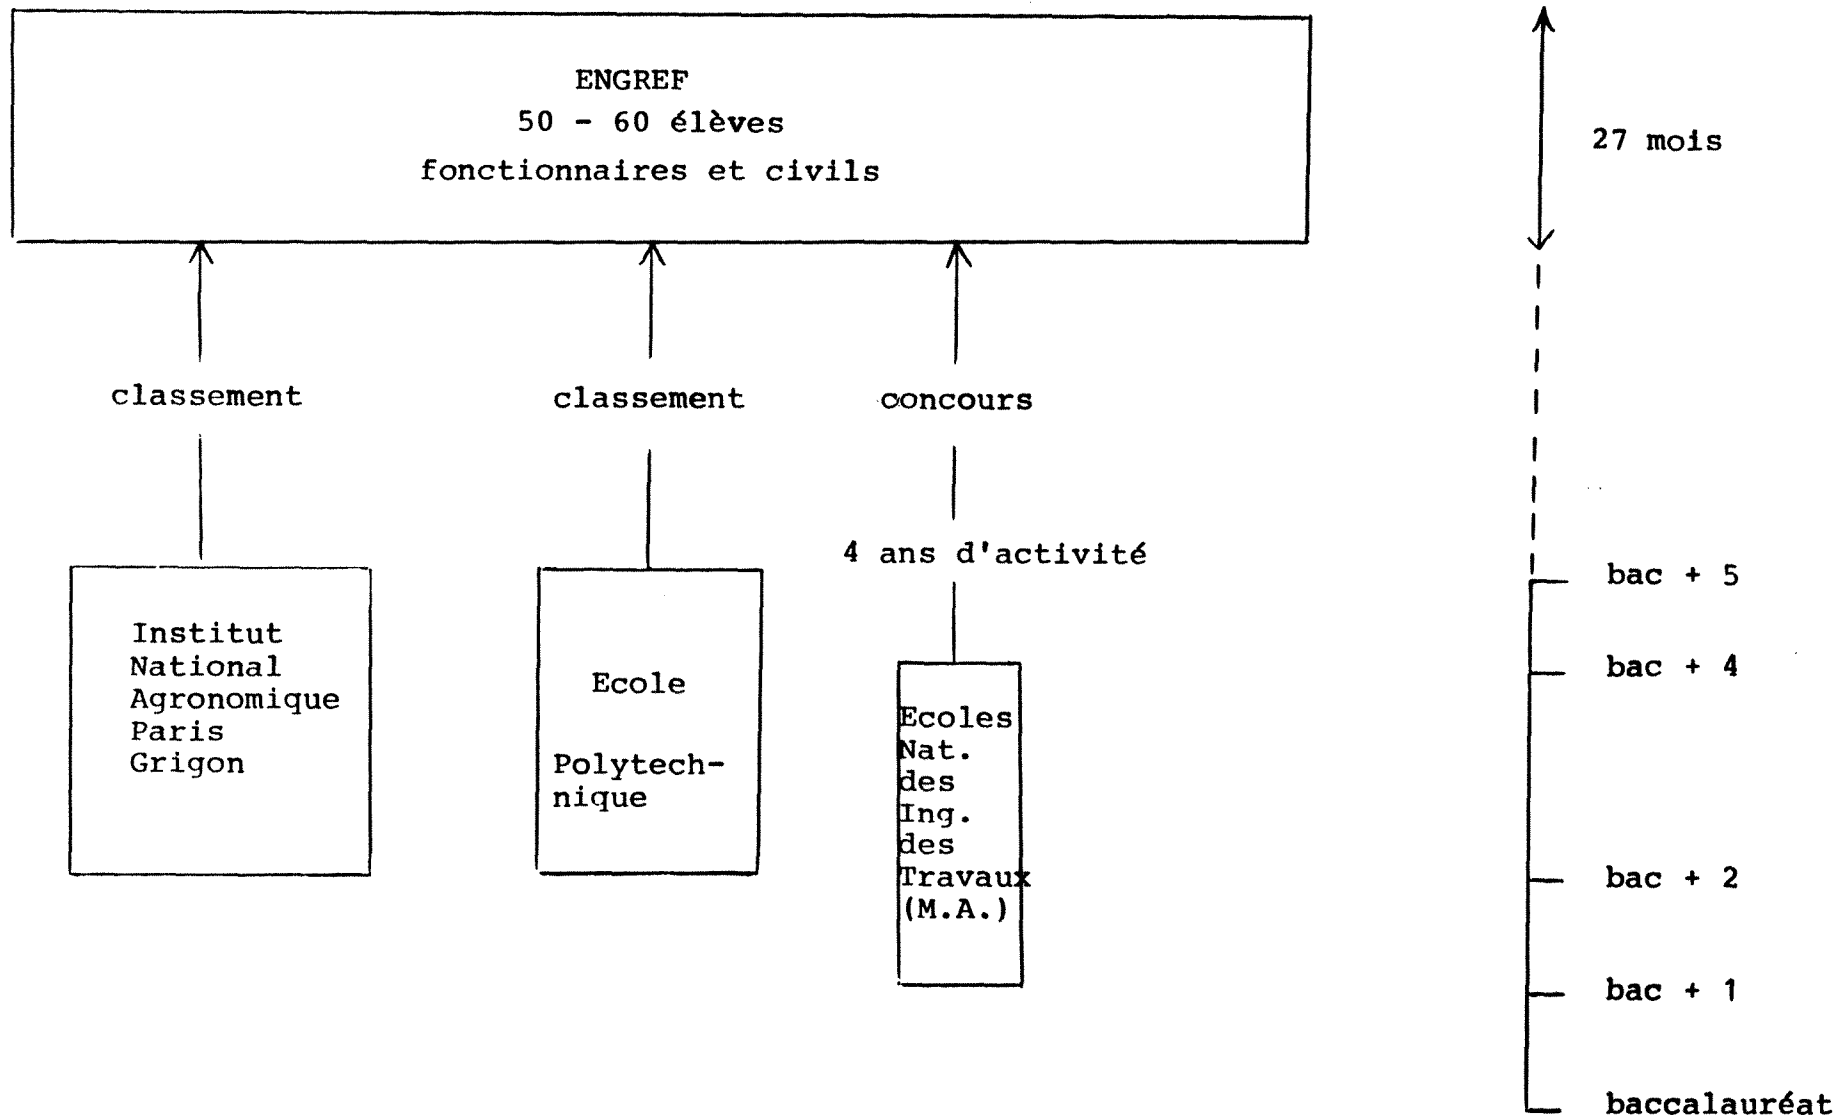 ENGREF
50 - 60 élèves
fonctionnaires et civils
27 mois
classement
classement
concours
4 ans d'activité
Institut
National
Agronomique
Paris
Grigon
Ecole
Polytech-
nique
Ecoles
Nat.
des
Ing.
des
Travaux
(M.A.)
bac + 5
bac + 4
bac + 2
bac + 1
baccalauréat